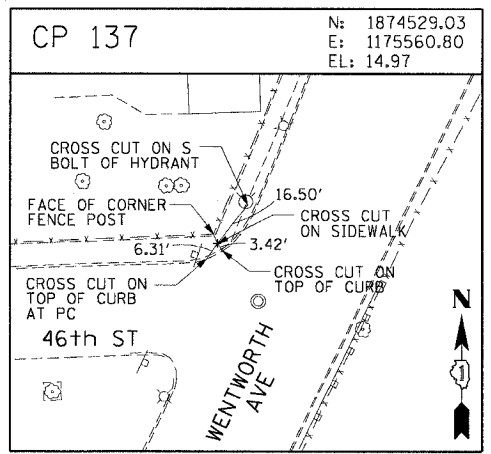 CP 137
N: 1874529.03
E: 1175560.80
EL: 14.97
CROSS CUT ON S
BOLT OF HYDRANT
16.50'
FACE OF CORNER
FENCE POST
CROSS CUT
ON SIDEWALK
6.31'
3.42'
CROSS CUT ON
TOP OF CURB
CROSS CUT ON
TOP OF CURB
AT PC
46th ST
WENTWORTH
AVE
N